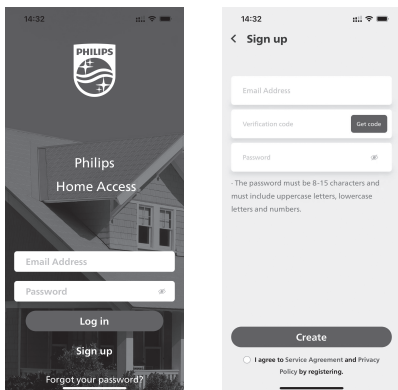 14:32
PHILIPS
Philips
Home Access
Email Address
Password
Log in
Sign up
Forgot your password?
14:32
< Sign up
Email Address
Verification code
Get code
Password
- The password must be 8-15 characters and
must include uppercase letters, lowercase
letters and numbers.
Create
I agree to Service Agreement and Privacy
Policy by registering.